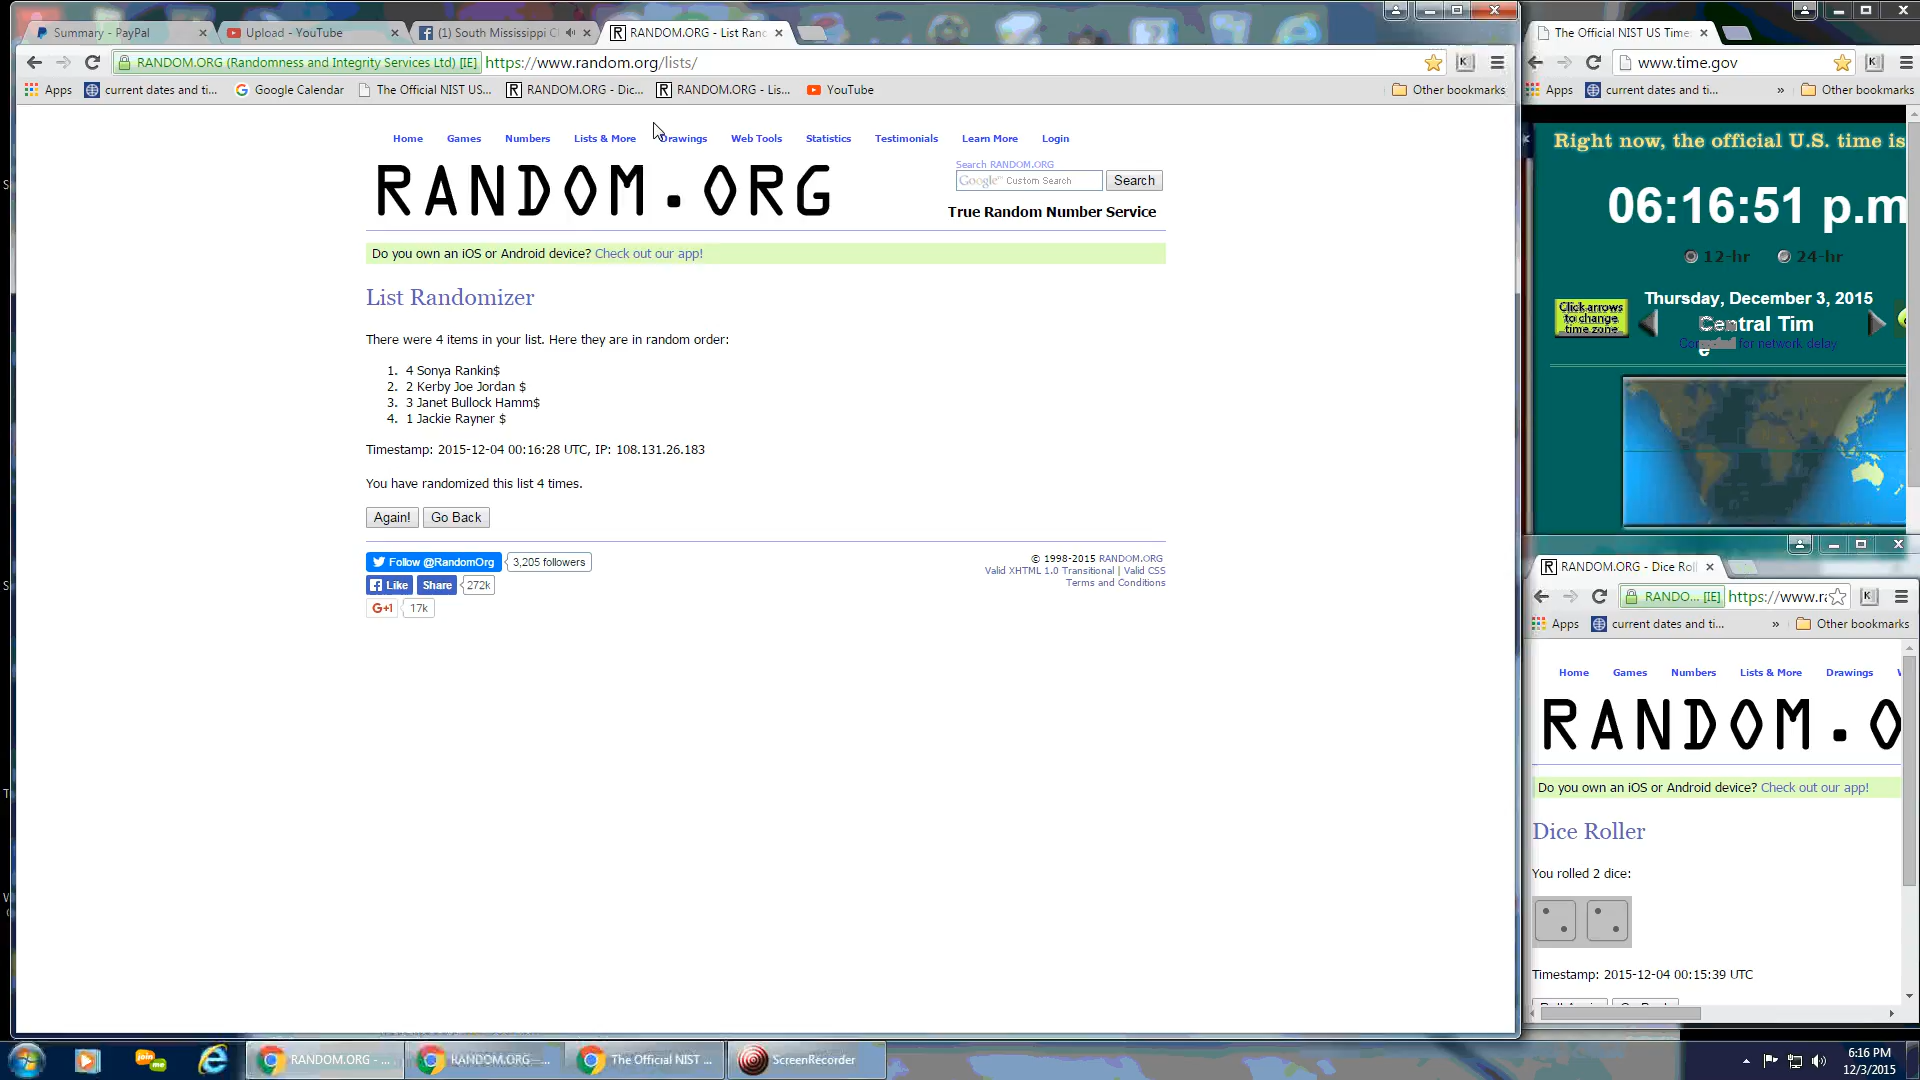 Summary - PayPal
Upload - YouTube
(1) South Mississippi C
RANDOM.ORG - List Ranc
RANDOM.ORG (Randomness and Integrity Services Ltd) [IE]
https://www.random.org/lists/
Apps
current dates and ti...
Google Calendar
The Official NIST US...
RANDOM.ORG - Dic...
RANDOM.ORG - Lis...
YouTube
Other bookmarks
Home
Games
Numbers
Lists & More
Drawings
Web Tools
Statistics
Testimonials
Learn More
Login
RANDOM.ORG
Search RANDOM.ORG
Google™ Custom Search
Search
True Random Number Service
Do you own an iOS or Android device? Check out our app!
List Randomizer
There were 4 items in your list. Here they are in random order:
1. 4 Sonya Rankin$
2. 2 Kerby Joe Jordan $
3. 3 Janet Bullock Hamm$
4. 1 Jackie Rayner $
Timestamp: 2015-12-04 00:16:28 UTC, IP: 108.131.26.183
You have randomized this list 4 times.
Again!
Go Back
Follow @RandomOrg
3,205 followers
Like
Share
272k
G+1
17k
© 1998-2015 RANDOM.ORG
Valid XHTML 1.0 Transitional | Valid CSS
Terms and Conditions
The Official NIST US Time
www.time.gov
Apps
current dates and ti...
»
Other bookmarks
Right now, the official U.S. time is
06:16:51 p.m
12-hr
24-hr
Click arrows
to change
time zone
Thursday, December 3, 2015
Central Tim
e
for network delay
RANDOM.ORG - Dice Rol
RANDO... [IE]
https://www.r
Apps
current dates and ti...
»
Other bookmarks
Home
Games
Numbers
Lists & More
Drawings
RANDOM.O
Do you own an iOS or Android device? Check out our app!
Dice Roller
You rolled 2 dice:
Timestamp: 2015-12-04 00:15:39 UTC
RANDOM.ORG - ...
RANDOM.ORG ...
The Official NIST ...
ScreenRecorder
6:16 PM
12/3/2015